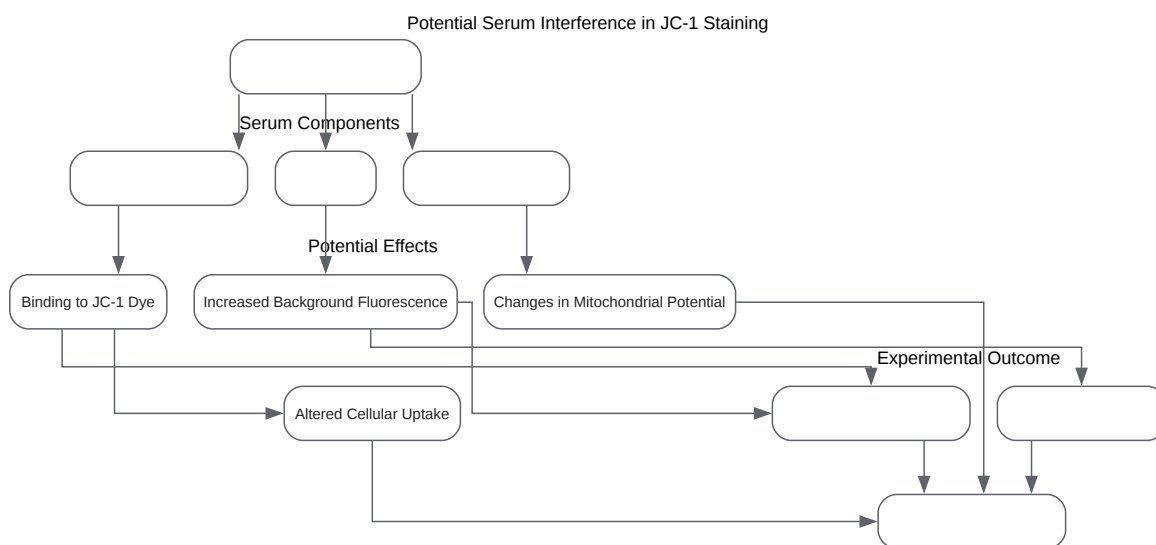 Potential Serum Interference in JC-1 Staining
Serum Components
Potential Effects
Binding to JC-1 Dye
Increased Background Fluorescence
Changes in Mitochondrial Potential
Experimental Outcome
Altered Cellular Uptake